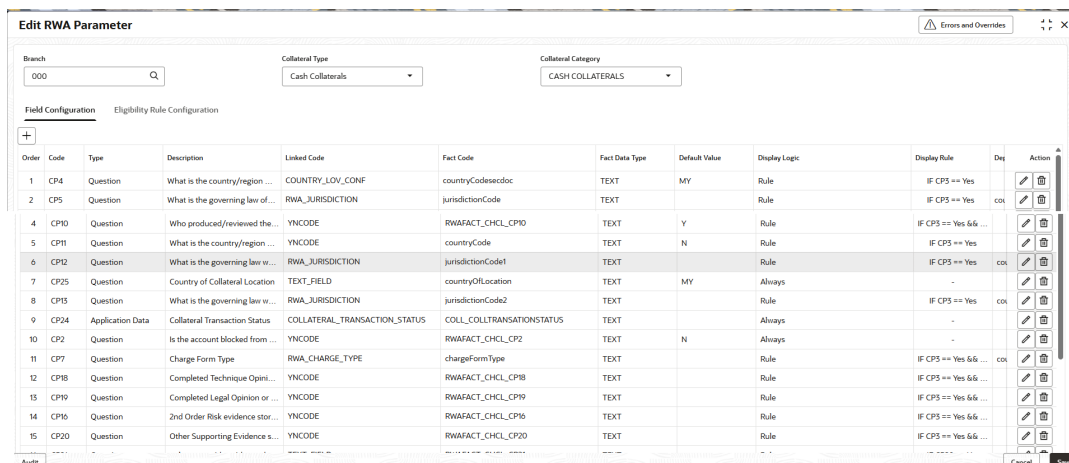 Edit RWA Parameter
Errors and Overrides
Branch Collateral Type Collateral Category
000 Cash Collaterals CASH COLLATERALS
Field Configuration Eligibility Rule Configuration
Order Code Type Description Linked Code Fact Code Fact Data Type Default Value Display Logic Display Rule Dep Action
1 CP4 Question What is the country/region ... COUNTRY_LOV_CONF countryCodesecdoc TEXT MY Rule IF CP3 == Yes
2 CP5 Question What is the governing law of... RWA_JURISDICTION jurisdictionCode TEXT Rule IF CP3 == Yes cou
4 CP10 Question Who produced/reviewed the... YNCODE RWAFACT_CHCL_CP10 TEXT Y Rule IF CP3 == Yes && ...
5 CP11 Question What is the country/region ... YNCODE countryCode TEXT N Rule IF CP3 == Yes
6 CP12 Question What is the governing law w... RWA_JURISDICTION jurisdictionCode1 TEXT Rule IF CP3 == Yes cou
7 CP25 Question Country of Collateral Location TEXT_FIELD countryOfLocation TEXT MY Always -
8 CP13 Question What is the governing law w... RWA_JURISDICTION jurisdictionCode2 TEXT Rule IF CP3 == Yes cou
9 CP24 Application Data Collateral Transaction Status COLLATERAL_TRANSACTION_STATUS COLL_COLLTRANSATIONSTATUS TEXT Always -
10 CP2 Question Is the account blocked from ... YNCODE RWAFACT_CHCL_CP2 TEXT N Always -
11 CP7 Question Charge Form Type RWA_CHARGE_TYPE chargeFormType TEXT Rule IF CP3 == Yes && ... cou
12 CP18 Question Completed Technique Opini... YNCODE RWAFACT_CHCL_CP18 TEXT Rule IF CP3 == Yes && ...
13 CP19 Question Completed Legal Opinion or ... YNCODE RWAFACT_CHCL_CP19 TEXT Rule IF CP3 == Yes && ...
14 CP16 Question 2nd Order Risk evidence stor... YNCODE RWAFACT_CHCL_CP16 TEXT Rule IF CP3 == Yes && ...
15 CP20 Question Other Supporting Evidence s... YNCODE RWAFACT_CHCL_CP20 TEXT Rule IF CP3 == Yes && ...
Audit Cancel